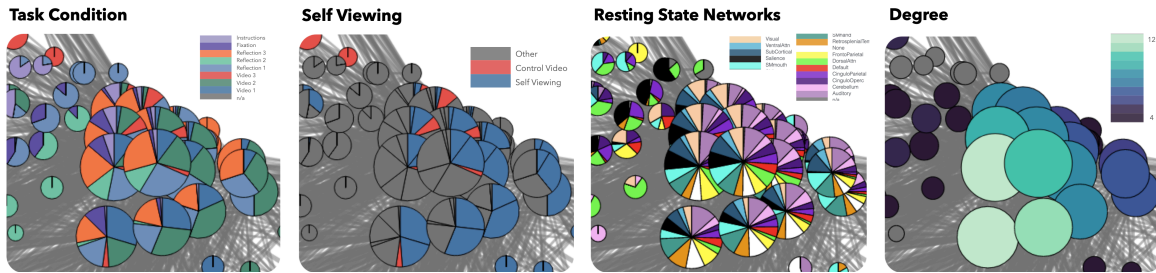 Task Condition
Instructions
Fixation
Reflection 3
Reflection 2
Reflection 1
Video 3
Video 2
Video 1
n/a
Self Viewing
Other
Control Video
Self Viewing
Resting State Networks
Visual
VentralAttn
SubCortical
Salience
SMmouth
SMhand
RetrosplenialTem
None
FrontoParietal
DorsalAttn
Default
CinguloParietal
CinguloOperc
Cerebellum
Auditory
n/a
Degree
12
4